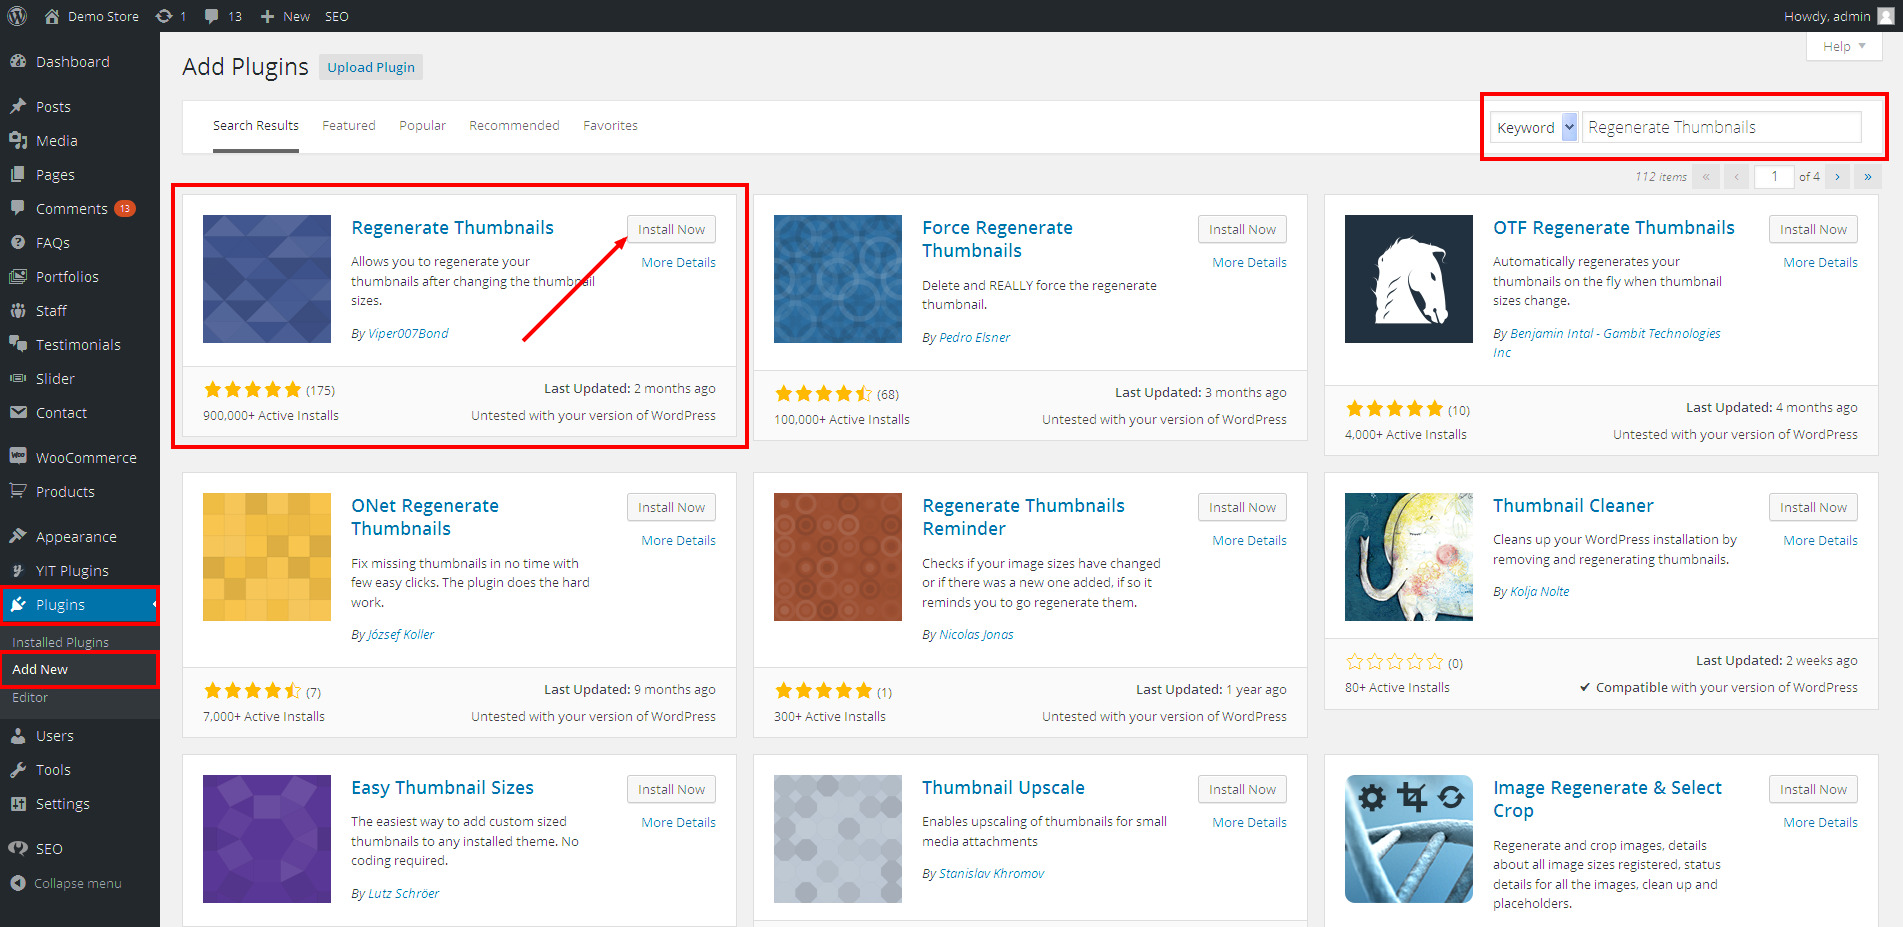 Demo Store 1 13 New SEO Howdy, admin
Help
Dashboard
Posts
Media
Pages
Comments 13
FAQs
Portfolios
Staff
Testimonials
Slider
Contact
WooCommerce
Products
Appearance
YIT Plugins
Plugins
Installed Plugins
Add New
Editor
Users
Tools
Settings
SEO
Collapse menu
Add Plugins Upload Plugin
Search Results Featured Popular Recommended Favorites
Keyword Regenerate Thumbnails
112 items « ‹ 1 of 4 › »
Regenerate Thumbnails
Install Now
More Details
Allows you to regenerate your
thumbnails after changing the thumbnail
sizes.
By Viper007Bond
(175)
900,000+ Active Installs
Last Updated: 2 months ago
Untested with your version of WordPress
Force Regenerate
Thumbnails
Install Now
More Details
Delete and REALLY force the regenerate
thumbnail.
By Pedro Elsner
(68)
100,000+ Active Installs
Last Updated: 3 months ago
Untested with your version of WordPress
OTF Regenerate Thumbnails
Install Now
More Details
Automatically regenerates your
thumbnails on the fly when thumbnail
sizes change.
By Benjamin Intal - Gambit Technologies
Inc
(10)
4,000+ Active Installs
Last Updated: 4 months ago
Untested with your version of WordPress
ONet Regenerate
Thumbnails
Install Now
More Details
Fix missing thumbnails in no time with
few easy clicks. The plugin does the hard
work.
By József Koller
(7)
7,000+ Active Installs
Last Updated: 9 months ago
Untested with your version of WordPress
Regenerate Thumbnails
Reminder
Install Now
More Details
Checks if your image sizes have changed
or if there was a new one added, if so it
reminds you to go regenerate them.
By Nicolas Jonas
(1)
300+ Active Installs
Last Updated: 1 year ago
Untested with your version of WordPress
Thumbnail Cleaner
Install Now
More Details
Cleans up your WordPress installation by
removing and regenerating thumbnails.
By Kolja Nolte
(0)
80+ Active Installs
Last Updated: 2 weeks ago
✔ Compatible with your version of WordPress
Easy Thumbnail Sizes
Install Now
More Details
The easiest way to add custom sized
thumbnails to any installed theme. No
coding required.
By Lutz Schröer
Thumbnail Upscale
Install Now
More Details
Enables upscaling of thumbnails for small
media attachments
By Stanislav Khromov
Image Regenerate & Select
Crop
Install Now
More Details
Regenerate and crop images, details
about all image sizes registered, status
details for all the images, clean up and
placeholders.